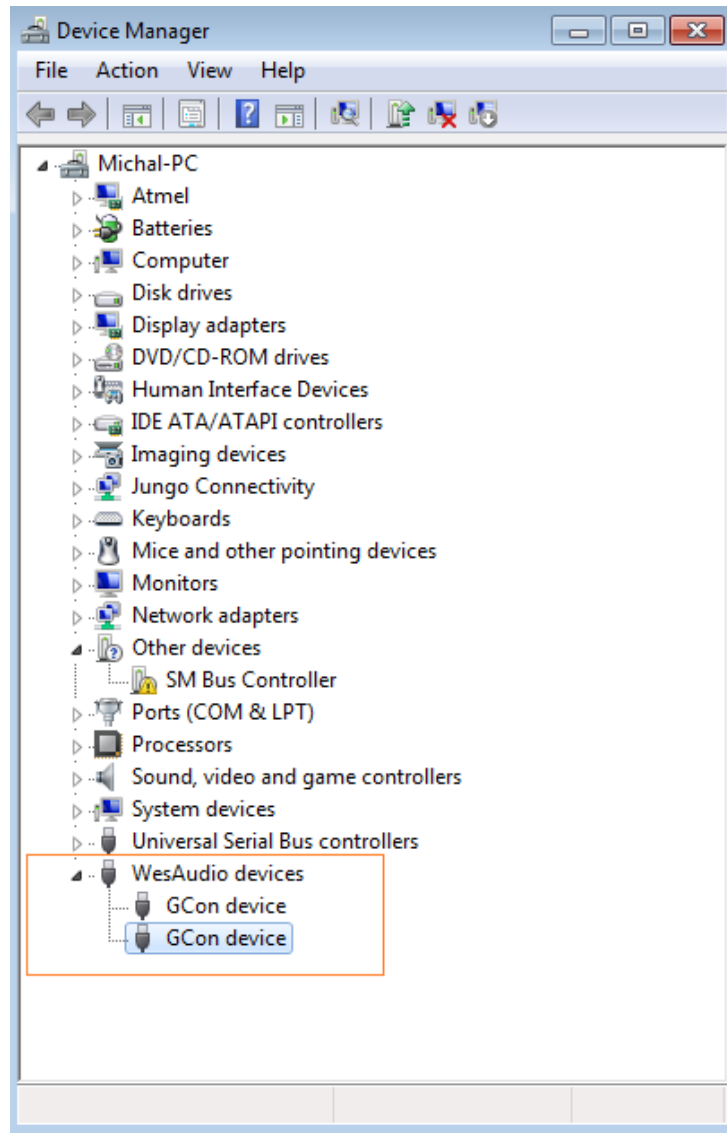 Device Manager
File Action View Help
Michal-PC
Atmel
Batteries
Computer
Disk drives
Display adapters
DVD/CD-ROM drives
Human Interface Devices
IDE ATA/ATAPI controllers
Imaging devices
Jungo Connectivity
Keyboards
Mice and other pointing devices
Monitors
Network adapters
Other devices
SM Bus Controller
Ports (COM & LPT)
Processors
Sound, video and game controllers
System devices
Universal Serial Bus controllers
WesAudio devices
GCon device
GCon device